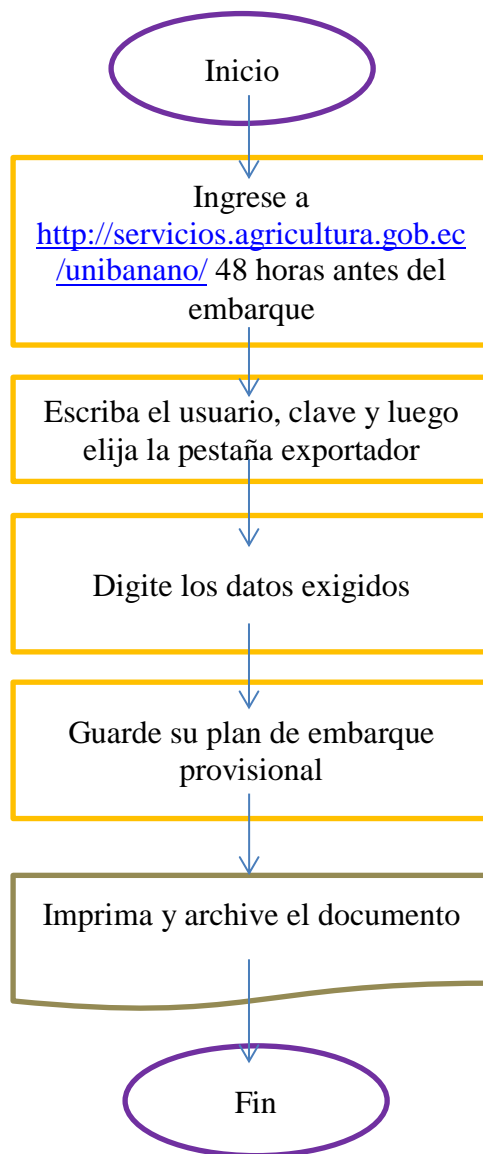 Inicio
Ingrese a
http://servicios.agricultura.gob.ec
/unibanano/ 48 horas antes del
embarque
Escriba el usuario, clave y luego
elija la pestaña exportador
Digite los datos exigidos
Guarde su plan de embarque
provisional
Imprima y archive el documento
Fin